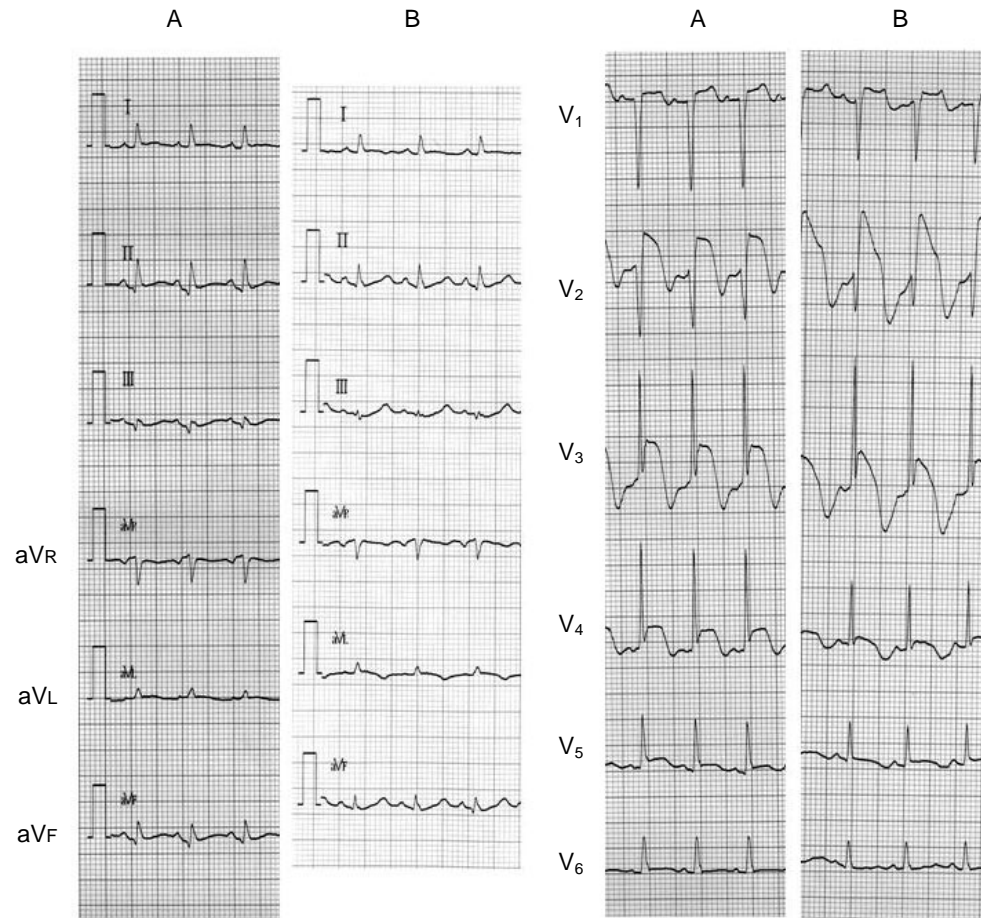 A B A B
I I
V1
II II
V2
III III
V3
aVR aVR aVR
V4
aVL aVL aVL
V5
aVF aVF aVF
V6